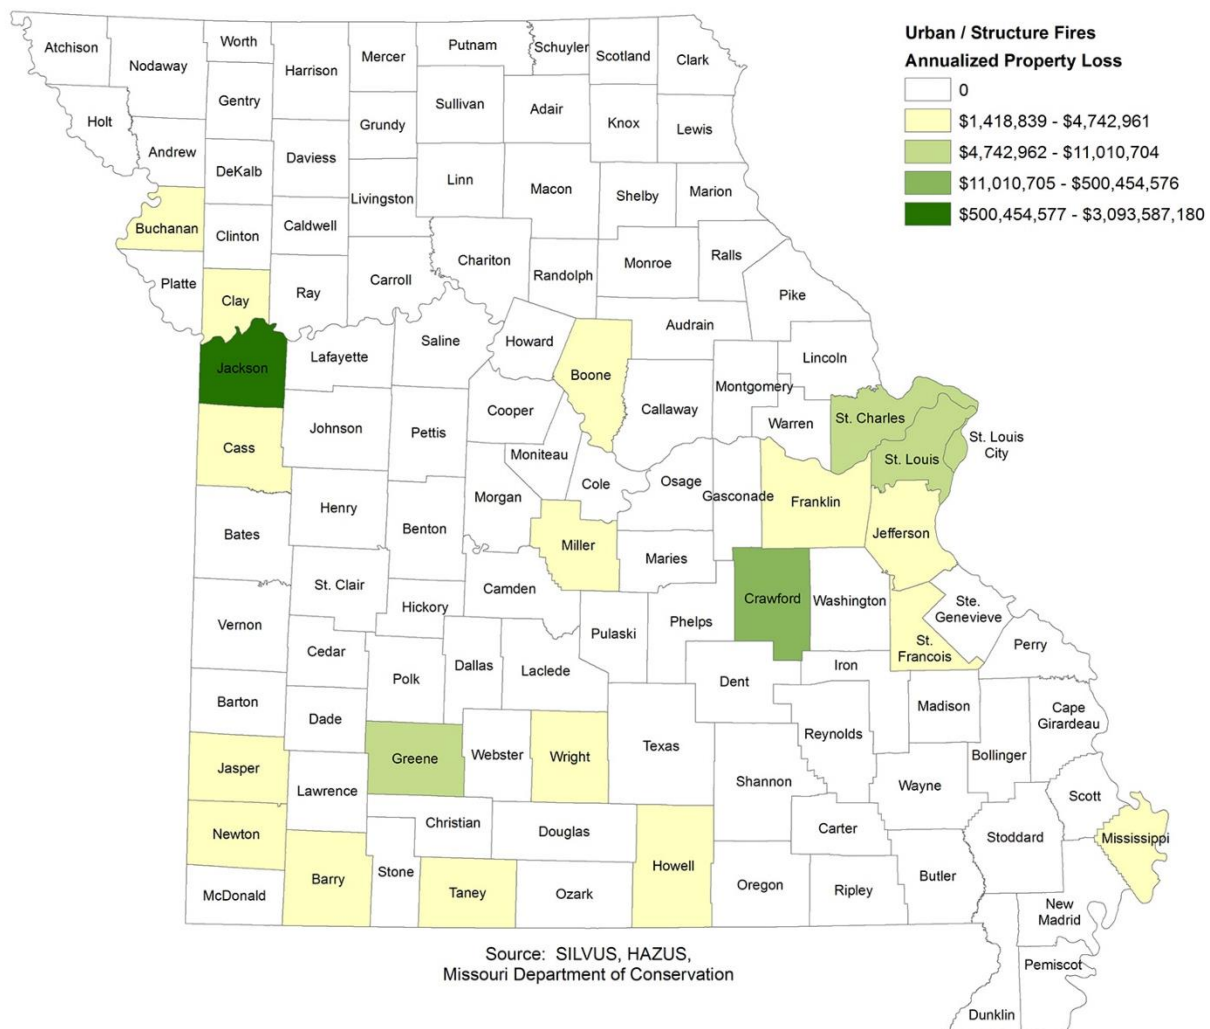 Urban / Structure Fires
Annualized Property Loss
0
$1,418,839 - $4,742,961
$4,742,962 - $11,010,704
$11,010,705 - $500,454,576
$500,454,577 - $3,093,587,180
Atchison
Nodaway
Worth
Harrison
Mercer
Putnam
Schuyler
Scotland
Clark
Holt
Gentry
Sullivan
Adair
Knox
Lewis
Andrew
DeKalb
Daviess
Grundy
Livingston
Linn
Macon
Shelby
Marion
Buchanan
Clinton
Caldwell
Chariton
Randolph
Monroe
Ralls
Platte
Clay
Ray
Carroll
Pike
Jackson
Lafayette
Saline
Howard
Boone
Audrain
Lincoln
Cass
Johnson
Pettis
Cooper
Moniteau
Callaway
Montgomery
Warren
St. Charles
St. Louis
St. Louis
City
Bates
Henry
Benton
Morgan
Cole
Osage
Gasconade
Franklin
Jefferson
Miller
Maries
St. Clair
Hickory
Camden
Pulaski
Phelps
Crawford
Washington
Ste.
Genevieve
St.
Francois
Perry
Vernon
Cedar
Polk
Dallas
Laclede
Dent
Iron
Barton
Dade
Madison
Cape
Girardeau
Bollinger
Reynolds
Jasper
Greene
Webster
Wright
Texas
Shannon
Wayne
Scott
Lawrence
Newton
Christian
Douglas
Howell
Carter
Stoddard
Mississippi
McDonald
Barry
Stone
Taney
Ozark
Oregon
Ripley
Butler
New
Madrid
Pemiscot
Dunklin
Source: SILVUS, HAZUS,
Missouri Department of Conservation